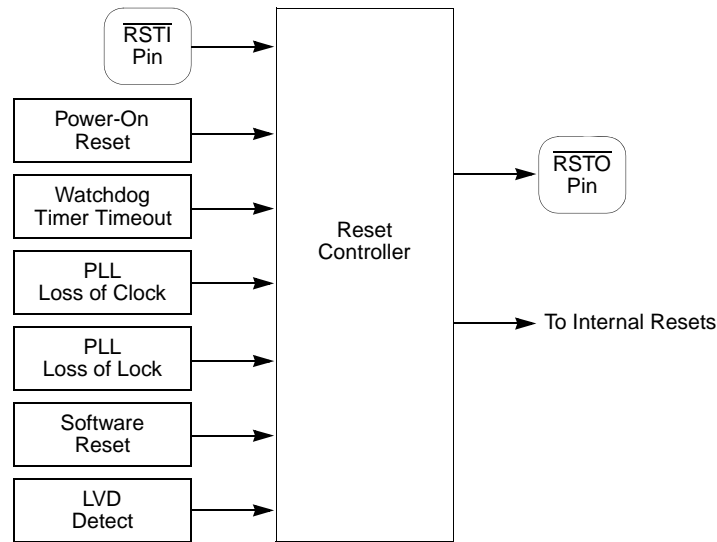 RSTI
Pin
Power-On
Reset
Watchdog
Timer Timeout
PLL
Loss of Clock
PLL
Loss of Lock
Software
Reset
LVD
Detect
Reset
Controller
RSTO
Pin
To Internal Resets